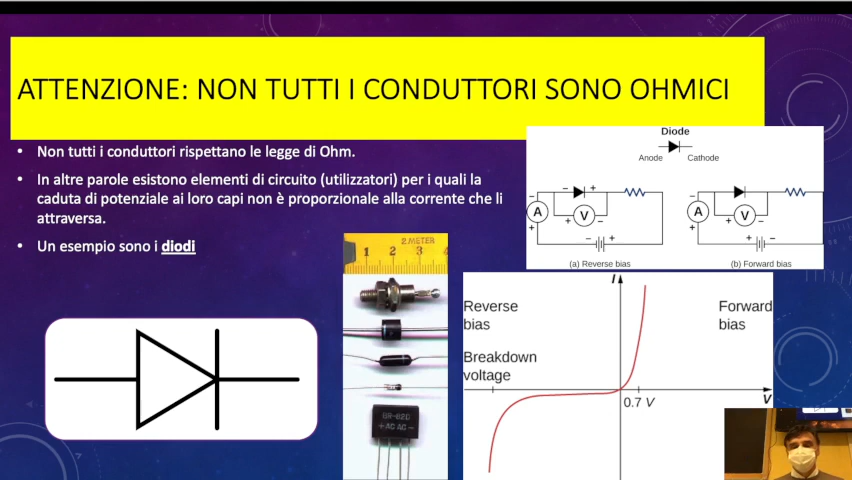 ATTENZIONE: NON TUTTI I CONDUTTORI SONO OHMICI
• Non tutti i conduttori rispettano le legge di Ohm.
• In altre parole esistono elementi di circuito (utilizzatori) per i quali la
caduta di potenziale ai loro capi non è proporzionale alla corrente che li
attraversa.
• Un esempio sono i diodi
Diode
Anode Cathode
− +
− A + V −
+
− +
(a) Reverse bias
− A + V −
+
+ −
(b) Forward bias
2 METER
1 2 3
+ AC AC −
I
Reverse
bias
Forward
bias
Breakdown
voltage
0.7 V
V